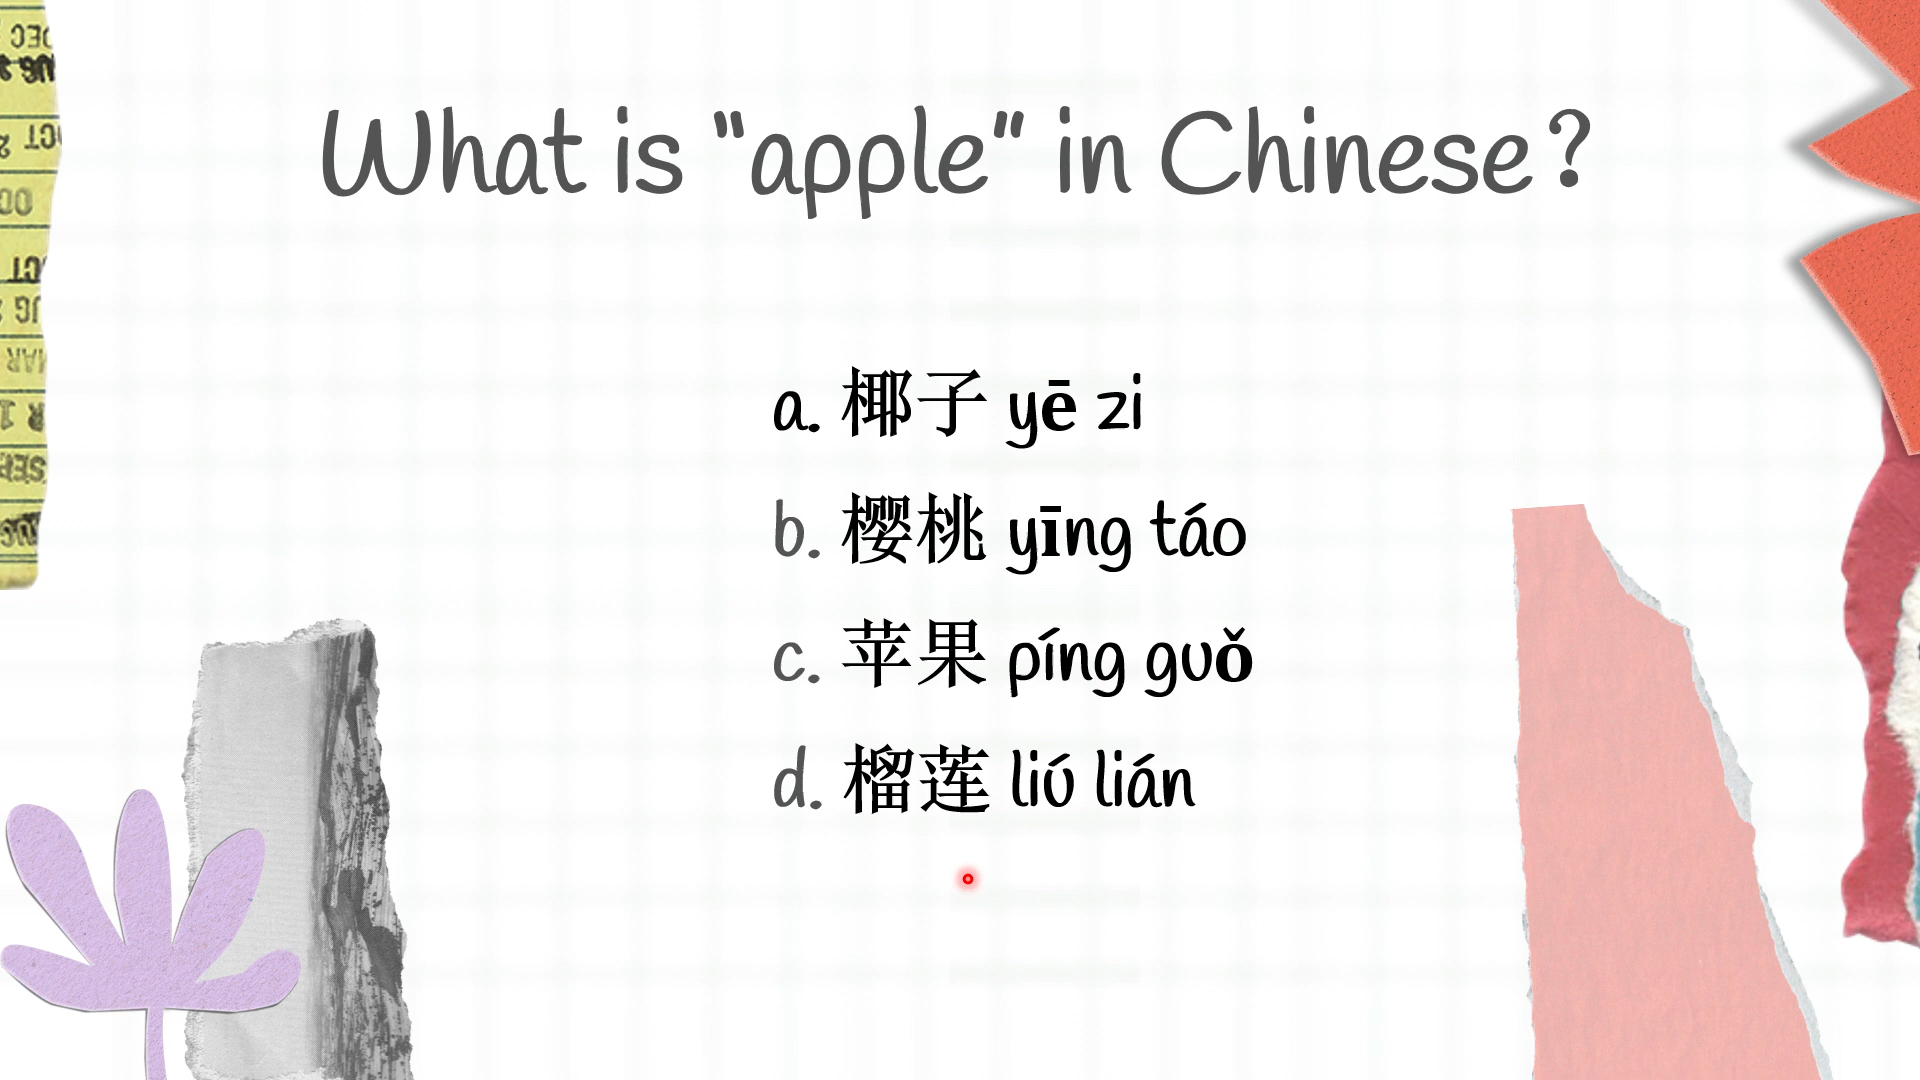 What is “apple” in Chinese?
a. 椰子 yē zi
b. 樱桃 yīng táo
c. 苹果 píng guǒ
d. 榴莲 liú lián